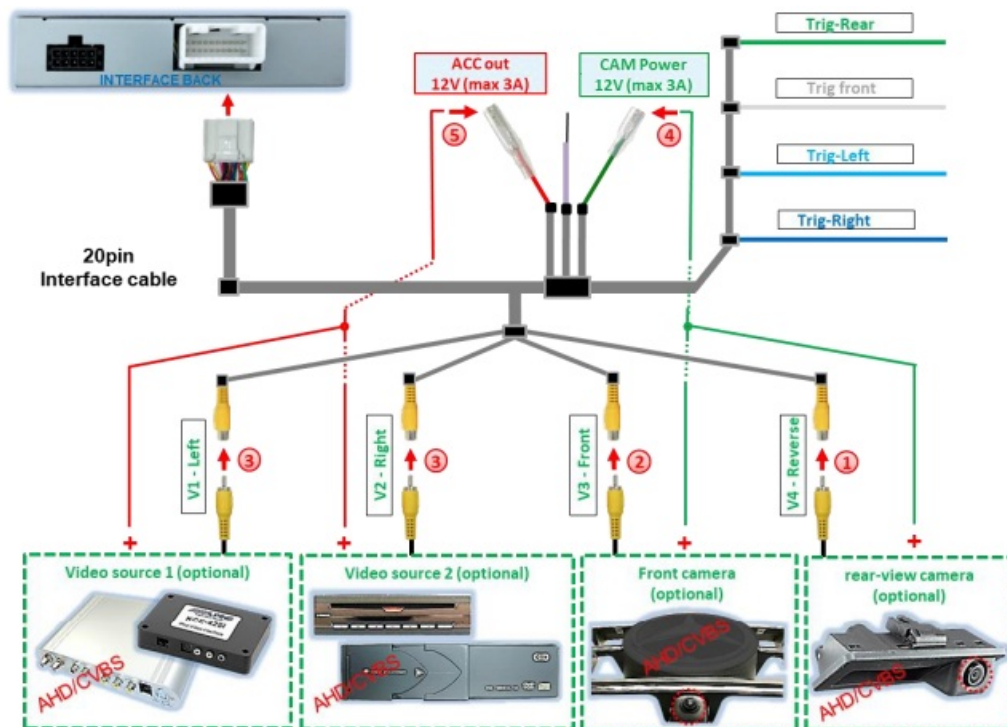 INTERFACE BACK
ACC out
12V (max 3A)
CAM Power
12V (max 3A)
Trig-Rear
Trig front
Trig-Left
Trig-Right
5
4
20pin
Interface cable
V1 - Left
3
V2 - Right
3
V3 - Front
2
V4 - Reverse
1
+
+
+
+
Video source 1 (optional)
AHD/CVBS
Video source 2 (optional)
AHD/CVBS
Front camera
(optional)
AHD/CVBS
rear-view camera
(optional)
AHD/CVBS